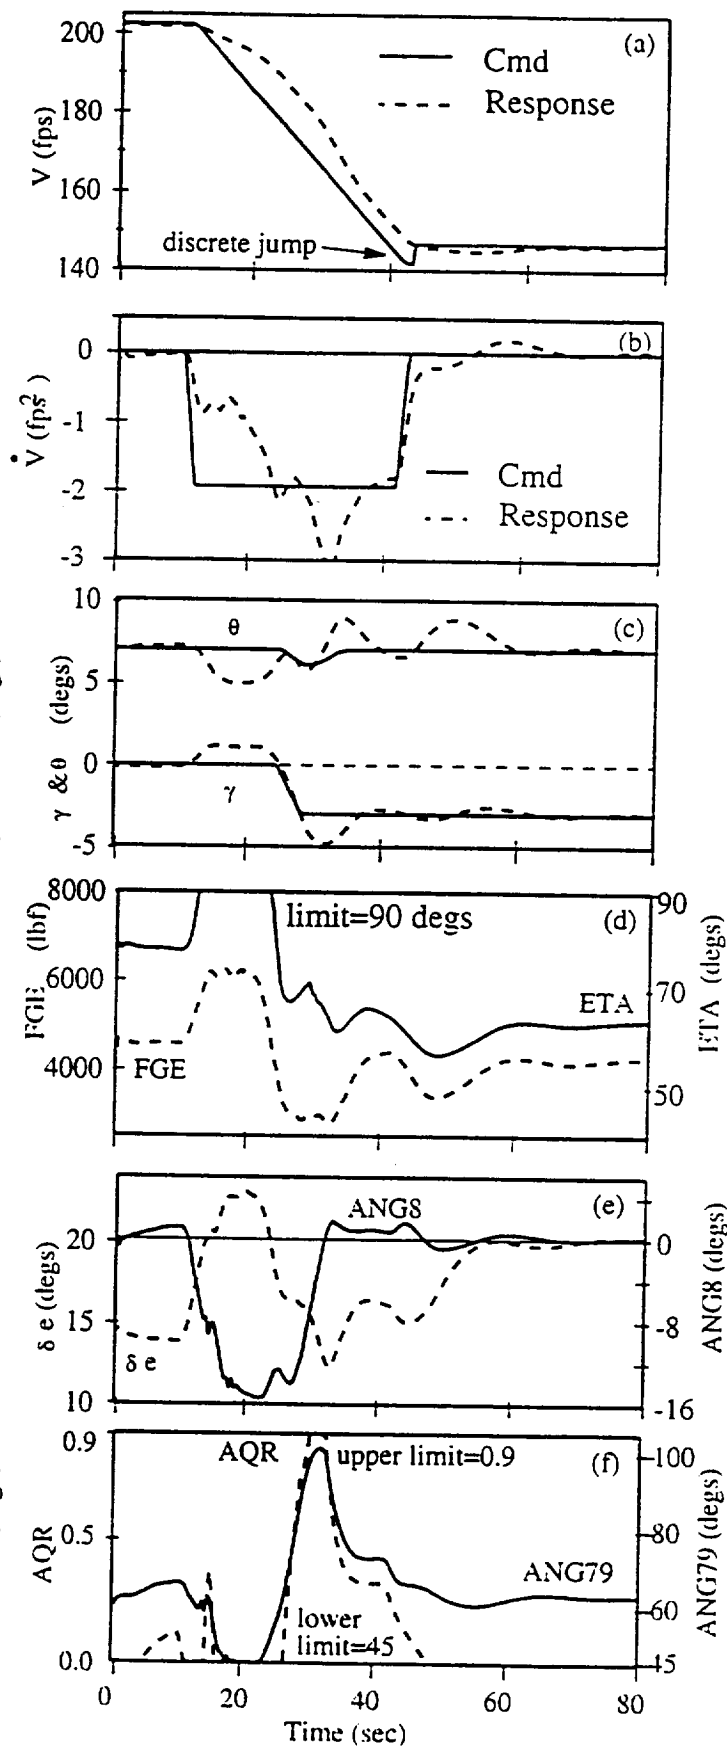 200
180
160
140
V (fps)
(a)
Cmd
Response
discrete jump
0
-1
-2
-3
V (fps²)
(b)
Cmd
Response
10
5
0
-5
γ & θ (degs)
(c)
θ
γ
8000
6000
4000
FGE (lbf)
limit=90 degs
(d)
ETA
FGE
90
70
50
ETA (degs)
20
15
10
δ e (degs)
ANG8
(e)
δ e
0
-8
-16
ANG8 (degs)
0.9
0.5
0.0
AQR
AQR
upper limit=0.9
(f)
ANG79
lower
limit=45
100
80
60
45
ANG79 (degs)
0 20 40 60 80
Time (sec)